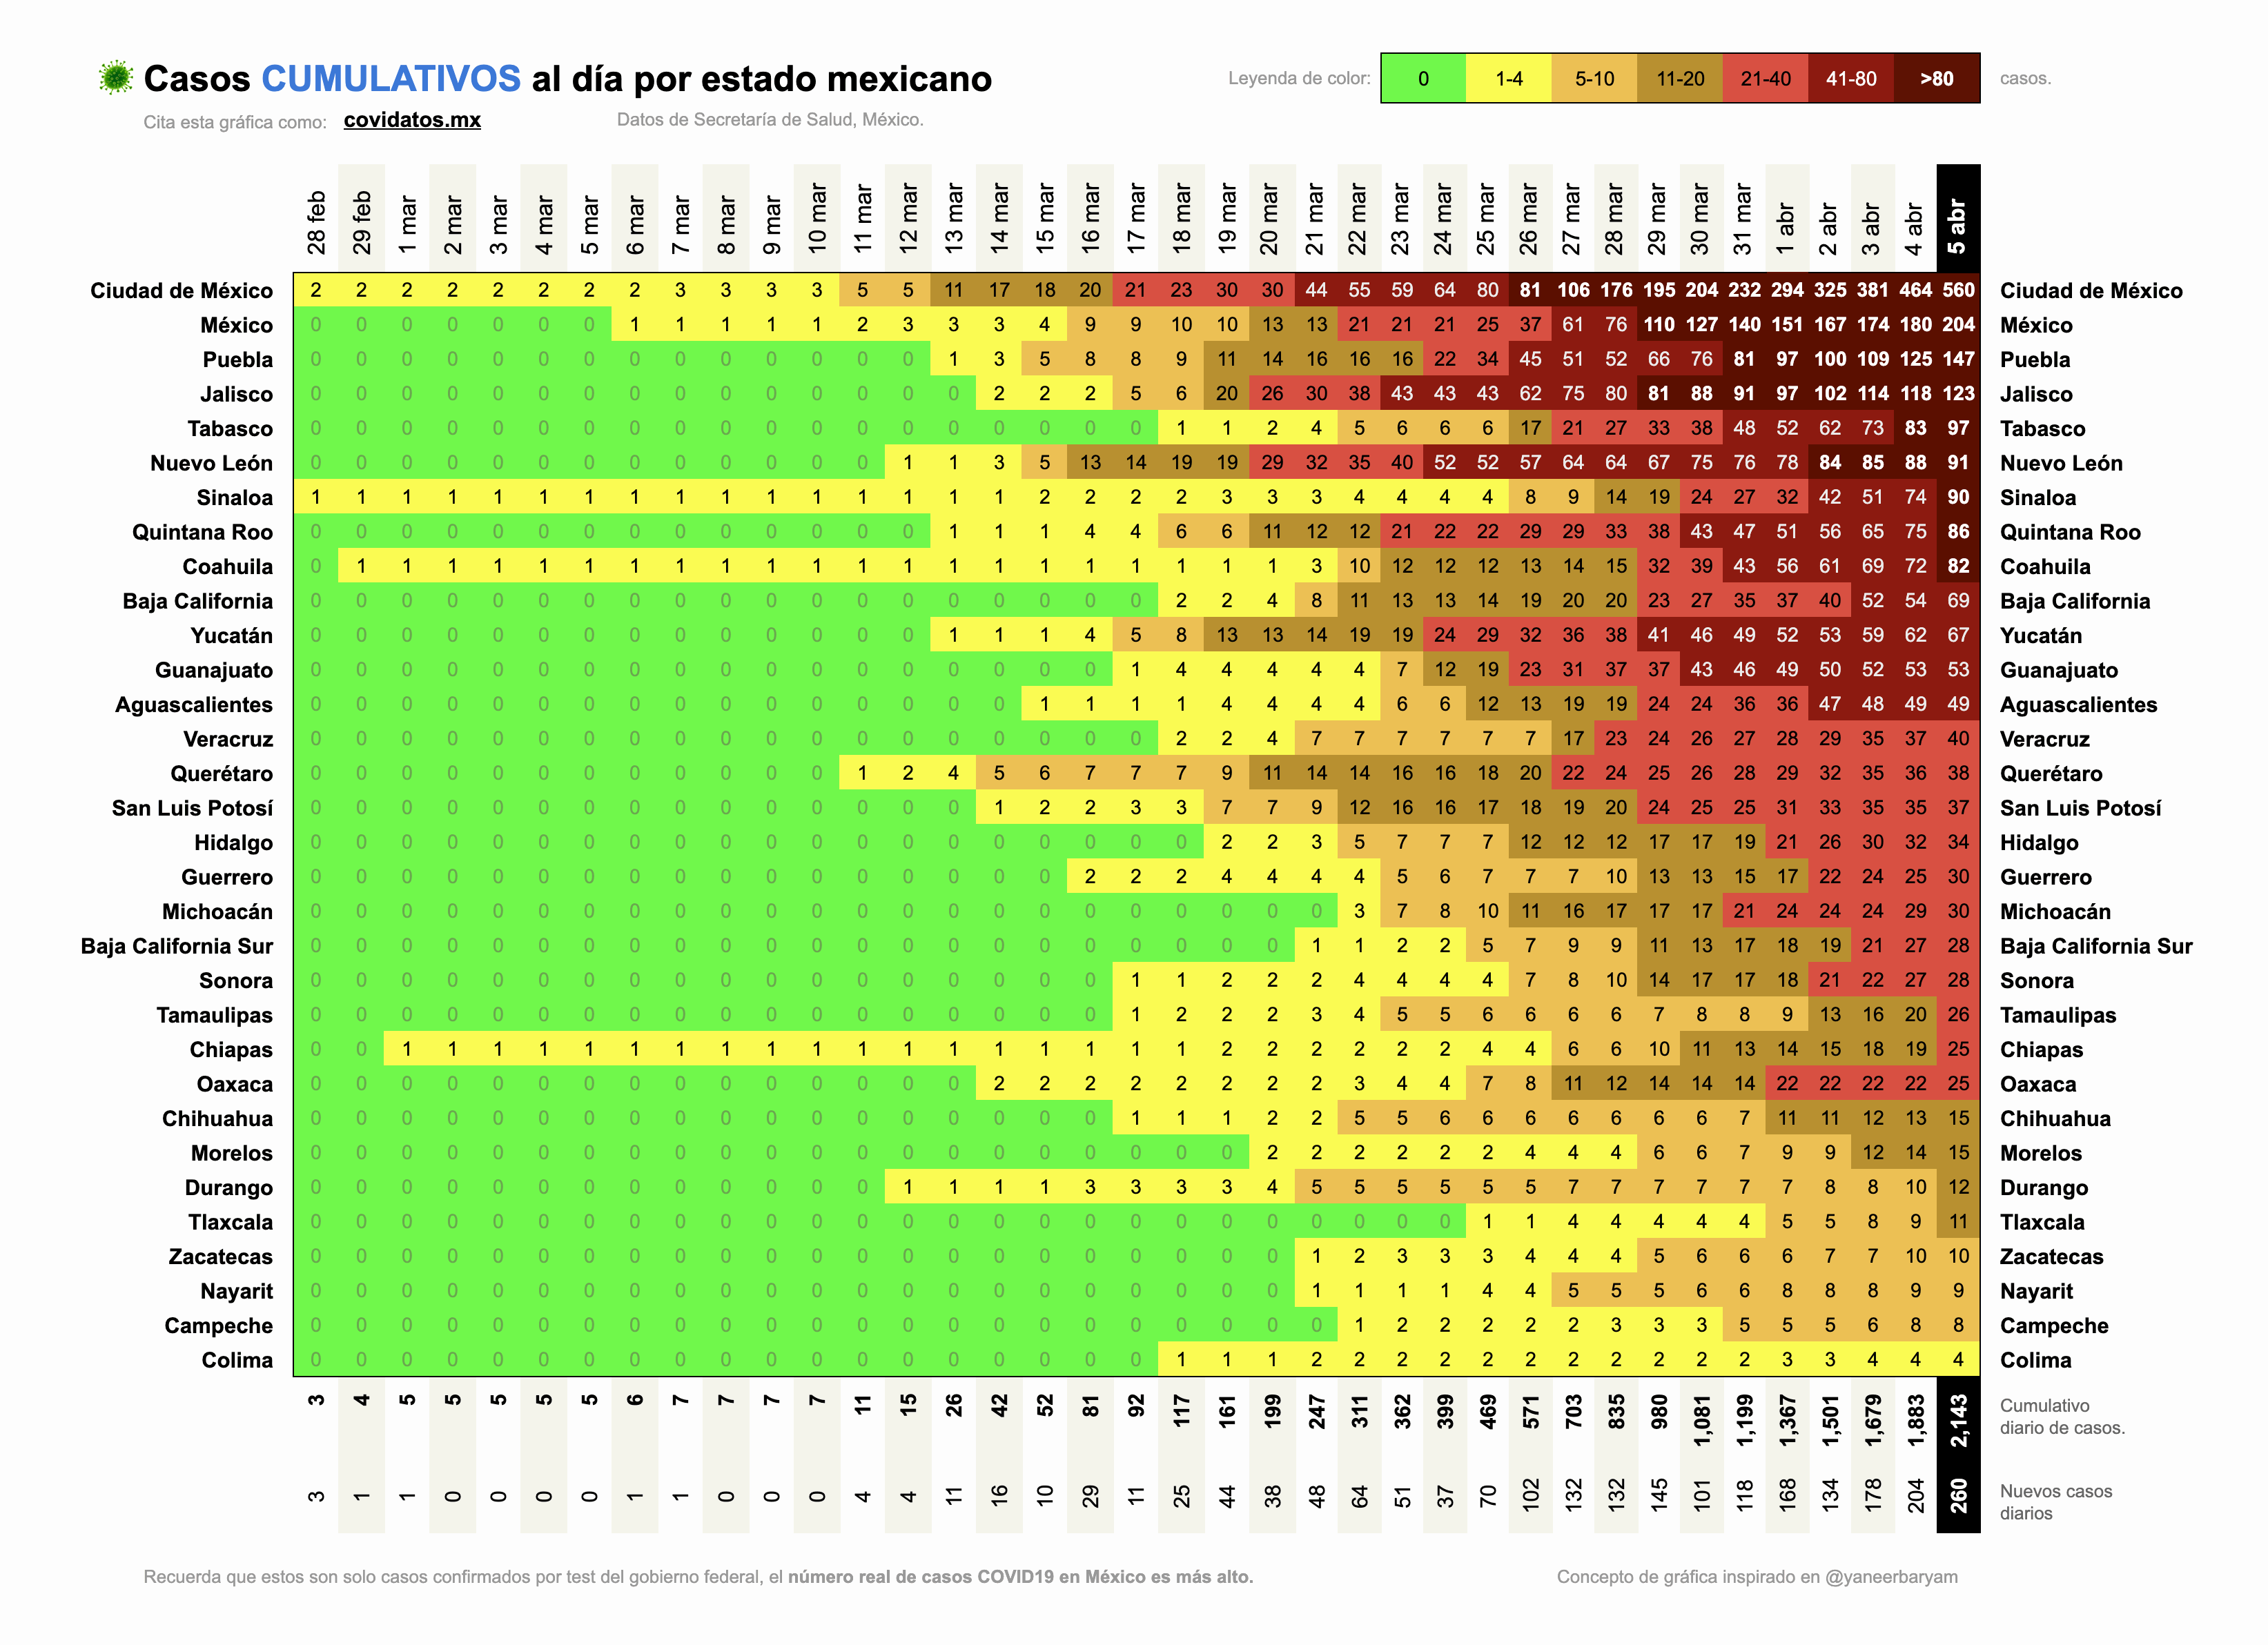 Casos CUMULATIVOS al día por estado mexicano
Cita esta gráfica como: covidatos.mx Datos de Secretaría de Salud, México.
Leyenda de color: 0 1-4 5-10 11-20 21-40 41-80 >80 casos.
28 feb 29 feb 1 mar 2 mar 3 mar 4 mar 5 mar 6 mar 7 mar 8 mar 9 mar 10 mar 11 mar 12 mar 13 mar 14 mar 15 mar 16 mar 17 mar 18 mar 19 mar 20 mar 21 mar 22 mar 23 mar 24 mar 25 mar 26 mar 27 mar 28 mar 29 mar 30 mar 31 mar 1 abr 2 abr 3 abr 4 abr 5 abr
Ciudad de México 2 2 2 2 2 2 2 2 3 3 3 3 5 5 11 17 18 20 21 23 30 30 44 55 59 64 80 81 106 176 195 204 232 294 325 381 464 560 Ciudad de México
México 0 0 0 0 0 0 0 1 1 1 1 1 2 3 3 3 4 9 9 10 10 13 13 21 21 21 25 37 61 76 110 127 140 151 167 174 180 204 México
Puebla 0 0 0 0 0 0 0 0 0 0 0 0 0 0 1 3 5 8 8 9 11 14 16 16 16 22 34 45 51 52 66 76 81 97 100 109 125 147 Puebla
Jalisco 0 0 0 0 0 0 0 0 0 0 0 0 0 0 0 2 2 2 5 6 20 26 30 38 43 43 43 62 75 80 81 88 91 97 102 114 118 123 Jalisco
Tabasco 0 0 0 0 0 0 0 0 0 0 0 0 0 0 0 0 0 0 0 1 1 2 4 5 6 6 6 17 21 27 33 38 48 52 62 73 83 97 Tabasco
Nuevo León 0 0 0 0 0 0 0 0 0 0 0 0 0 1 1 3 5 13 14 19 19 29 32 35 40 52 52 57 64 64 67 75 76 78 84 85 88 91 Nuevo León
Sinaloa 1 1 1 1 1 1 1 1 1 1 1 1 1 1 1 1 2 2 2 2 3 3 3 4 4 4 4 8 9 14 19 24 27 32 42 51 74 90 Sinaloa
Quintana Roo 0 0 0 0 0 0 0 0 0 0 0 0 0 0 1 1 1 4 4 6 6 11 12 12 21 22 22 29 29 33 38 43 47 51 56 65 75 86 Quintana Roo
Coahuila 0 1 1 1 1 1 1 1 1 1 1 1 1 1 1 1 1 1 1 1 1 1 3 10 12 12 12 13 14 15 32 39 43 56 61 69 72 82 Coahuila
Baja California 0 0 0 0 0 0 0 0 0 0 0 0 0 0 0 0 0 0 0 2 2 4 8 11 13 13 14 19 20 20 23 27 35 37 40 52 54 69 Baja California
Yucatán 0 0 0 0 0 0 0 0 0 0 0 0 0 0 1 1 1 4 5 8 13 13 14 19 19 24 29 32 36 38 41 46 49 52 53 59 62 67 Yucatán
Guanajuato 0 0 0 0 0 0 0 0 0 0 0 0 0 0 0 0 0 0 1 4 4 4 4 4 7 12 19 23 31 37 37 43 46 49 50 52 53 53 Guanajuato
Aguascalientes 0 0 0 0 0 0 0 0 0 0 0 0 0 0 0 0 1 1 1 1 4 4 4 4 6 6 12 13 19 19 24 24 36 36 47 48 49 49 Aguascalientes
Veracruz 0 0 0 0 0 0 0 0 0 0 0 0 0 0 0 0 0 0 0 2 2 4 7 7 7 7 7 7 17 23 24 26 27 28 29 35 37 40 Veracruz
Querétaro 0 0 0 0 0 0 0 0 0 0 0 0 1 2 4 5 6 7 7 7 9 11 14 14 16 16 18 20 22 24 25 26 28 29 32 35 36 38 Querétaro
San Luis Potosí 0 0 0 0 0 0 0 0 0 0 0 0 0 0 0 1 2 2 3 3 7 7 9 12 16 16 17 18 19 20 24 25 25 31 33 35 35 37 San Luis Potosí
Hidalgo 0 0 0 0 0 0 0 0 0 0 0 0 0 0 0 0 0 0 0 0 2 2 3 5 7 7 7 12 12 12 17 17 19 21 26 30 32 34 Hidalgo
Guerrero 0 0 0 0 0 0 0 0 0 0 0 0 0 0 0 0 0 2 2 2 4 4 4 4 5 6 7 7 7 10 13 13 15 17 22 24 25 30 Guerrero
Michoacán 0 0 0 0 0 0 0 0 0 0 0 0 0 0 0 0 0 0 0 0 0 0 0 3 7 8 10 11 16 17 17 17 21 24 24 24 29 30 Michoacán
Baja California Sur 0 0 0 0 0 0 0 0 0 0 0 0 0 0 0 0 0 0 0 0 0 0 1 1 2 2 5 7 9 9 11 13 17 18 19 21 27 28 Baja California Sur
Sonora 0 0 0 0 0 0 0 0 0 0 0 0 0 0 0 0 0 0 1 1 2 2 2 4 4 4 4 7 8 10 14 17 17 18 21 22 27 28 Sonora
Tamaulipas 0 0 0 0 0 0 0 0 0 0 0 0 0 0 0 0 0 0 1 2 2 2 3 4 5 5 6 6 6 6 7 8 8 9 13 16 20 26 Tamaulipas
Chiapas 0 0 1 1 1 1 1 1 1 1 1 1 1 1 1 1 1 1 1 1 2 2 2 2 2 2 4 4 6 6 10 11 13 14 15 18 19 25 Chiapas
Oaxaca 0 0 0 0 0 0 0 0 0 0 0 0 0 0 0 2 2 2 2 2 2 2 2 3 4 4 7 8 11 12 14 14 14 22 22 22 22 25 Oaxaca
Chihuahua 0 0 0 0 0 0 0 0 0 0 0 0 0 0 0 0 0 0 1 1 1 2 2 5 5 6 6 6 6 6 6 6 7 11 11 12 13 15 Chihuahua
Morelos 0 0 0 0 0 0 0 0 0 0 0 0 0 0 0 0 0 0 0 0 0 2 2 2 2 2 2 4 4 4 6 6 7 9 9 12 14 15 Morelos
Durango 0 0 0 0 0 0 0 0 0 0 0 0 0 1 1 1 1 3 3 3 3 4 5 5 5 5 5 5 7 7 7 7 7 7 8 8 10 12 Durango
Tlaxcala 0 0 0 0 0 0 0 0 0 0 0 0 0 0 0 0 0 0 0 0 0 0 0 0 0 0 1 1 4 4 4 4 4 5 5 8 9 11 Tlaxcala
Zacatecas 0 0 0 0 0 0 0 0 0 0 0 0 0 0 0 0 0 0 0 0 0 0 1 2 3 3 3 4 4 4 5 6 6 6 7 7 10 10 Zacatecas
Nayarit 0 0 0 0 0 0 0 0 0 0 0 0 0 0 0 0 0 0 0 0 0 0 1 1 1 1 4 4 5 5 5 6 6 8 8 8 9 9 Nayarit
Campeche 0 0 0 0 0 0 0 0 0 0 0 0 0 0 0 0 0 0 0 0 0 0 0 1 2 2 2 2 2 3 3 3 5 5 5 6 8 8 Campeche
Colima 0 0 0 0 0 0 0 0 0 0 0 0 0 0 0 0 0 0 0 1 1 1 2 2 2 2 2 2 2 2 2 2 2 3 3 4 4 4 Colima
3 4 5 5 5 5 5 6 7 7 7 7 11 15 26 42 52 81 92 117 161 199 247 311 362 399 469 571 703 835 980 1,081 1,199 1,367 1,501 1,679 1,883 2,143 Cumulativo
diario de casos.
3 1 1 0 0 0 0 1 1 0 0 0 4 4 11 16 10 29 11 25 44 38 48 64 51 37 70 102 132 132 145 101 118 168 134 178 204 260 Nuevos casos
diarios
Recuerda que estos son solo casos confirmados por test del gobierno federal, el número real de casos COVID19 en México es más alto.
Concepto de gráfica inspirado en @yaneerbaryam